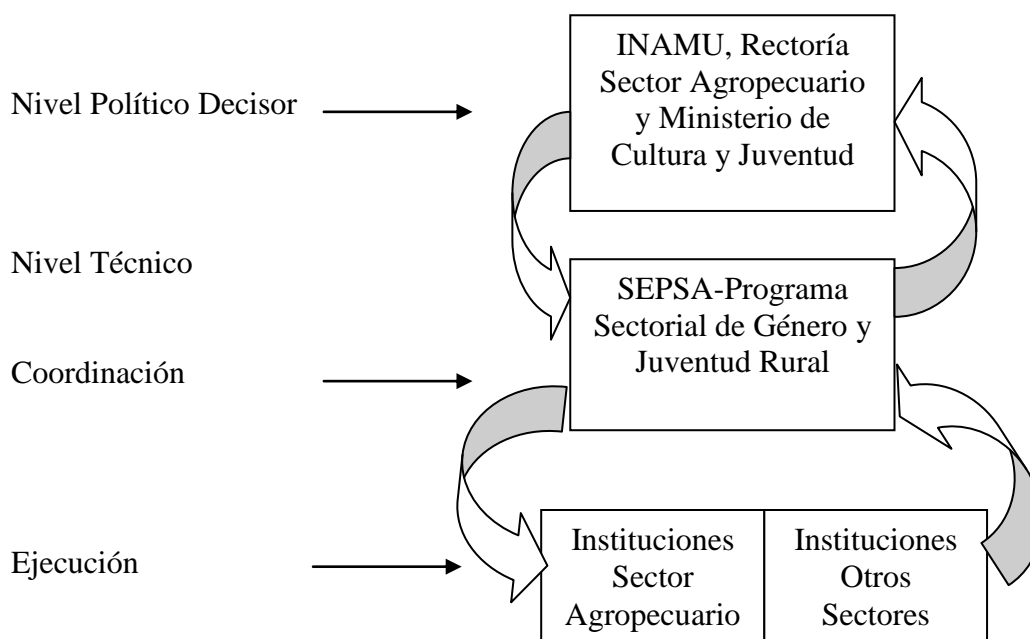 Nivel Político Decisor
INAMU, Rectoría
Sector Agropecuario
y Ministerio de
Cultura y Juventud
Nivel Técnico
SEPSA-Programa
Sectorial de Género y
Juventud Rural
Coordinación
Ejecución
Instituciones
Sector
Agropecuario
Instituciones
Otros
Sectores